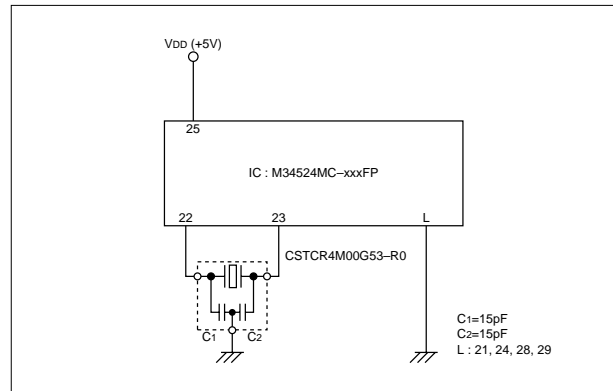 VDD (+5V)
25
IC : M34524MC–xxxFP
22 23 L
CSTCR4M00G53–R0
C1 C2
C1=15pF
C2=15pF
L : 21, 24, 28, 29